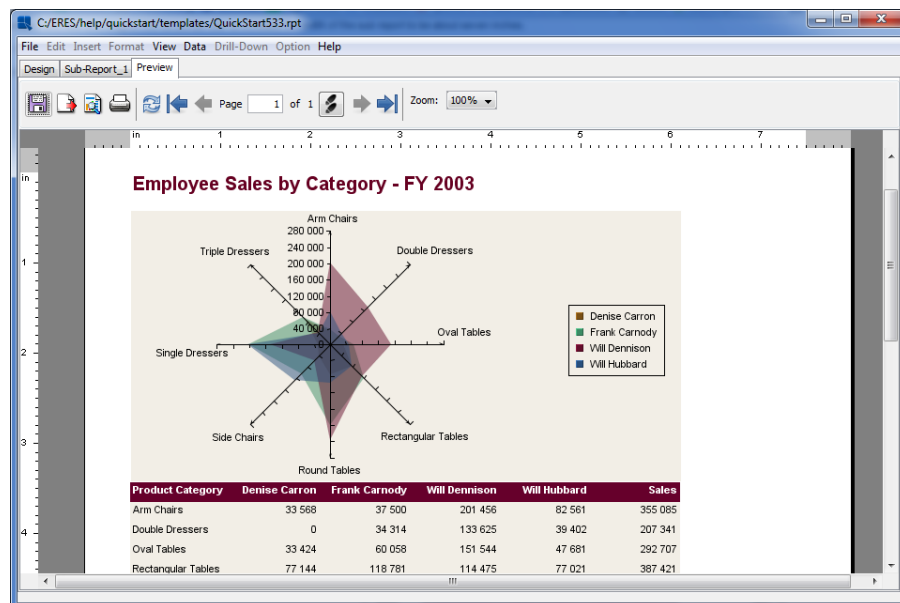 C:/ERES/help/quickstart/templates/QuickStart533.rpt
File Edit Insert Format View Data Drill-Down Option Help
Design Sub-Report_1 Preview
Page 1 of 1 Zoom: 100%
in 1 2 3 4 5 6 7
in
Employee Sales by Category - FY 2003
Arm Chairs
280 000
Triple Dressers 240 000 Double Dressers
200 000
1
160 000
120 000
80 000 Denise Carron
40 000 Frank Carnody
Oval Tables
0 Will Dennison
2 Single Dressers
Will Hubbard
Side Chairs Rectangular Tables
3
Round Tables
Product Category Denise Carron Frank Carnody Will Dennison Will Hubbard Sales
Arm Chairs 33 568 37 500 201 456 82 561 355 085
4 Double Dressers 0 34 314 133 625 39 402 207 341
Oval Tables 33 424 60 058 151 544 47 681 292 707
Rectangular Tables 77 144 118 781 114 475 77 021 387 421